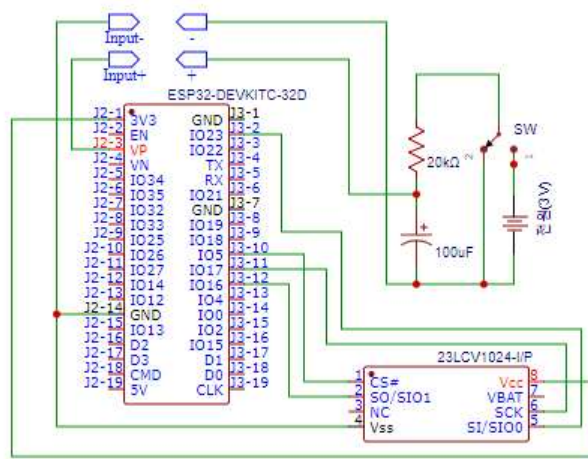 Input-
-
Input+
+
ESP32-DEVKITC-32D
J2-1
3V3
GND
J3-1
J2-2
EN
IO23
J3-2
J2-3
VP
IO22
J3-3
J2-4
VN
TX
J3-4
J2-5
IO34
RX
J3-5
J2-6
IO35
IO21
J3-6
J2-7
IO32
GND
J3-7
J2-8
IO33
IO19
J3-8
J2-9
IO25
IO18
J3-9
J2-10
IO26
IO5
J3-10
J2-11
IO27
IO17
J3-11
J2-12
IO14
IO16
J3-12
J2-13
IO12
IO4
J3-13
J2-14
GND
IO0
J3-14
J2-15
IO13
IO2
J3-15
J2-16
D2
IO15
J3-16
J2-17
D3
D1
J3-17
J2-18
CMD
D0
J3-18
J2-19
5V
CLK
J3-19
20kΩ
SW
2
1
+
100uF
전원(3V)
23LCV1024-I/P
1
CS#
Vcc
8
2
SO/SIO1
VBAT
7
3
NC
SCK
6
4
Vss
SI/SIO0
5